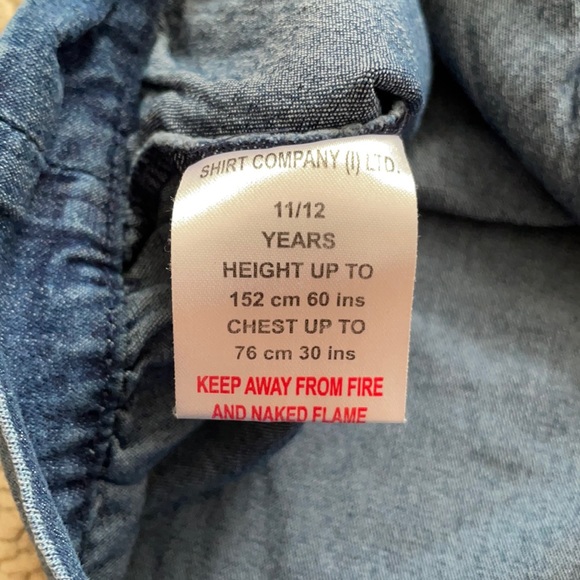 SHIRT COMPANY (I) LTD.
11/12
YEARS
HEIGHT UP TO
152 cm 60 ins
CHEST UP TO
76 cm 30 ins
KEEP AWAY FROM FIRE
AND NAKED FLAME